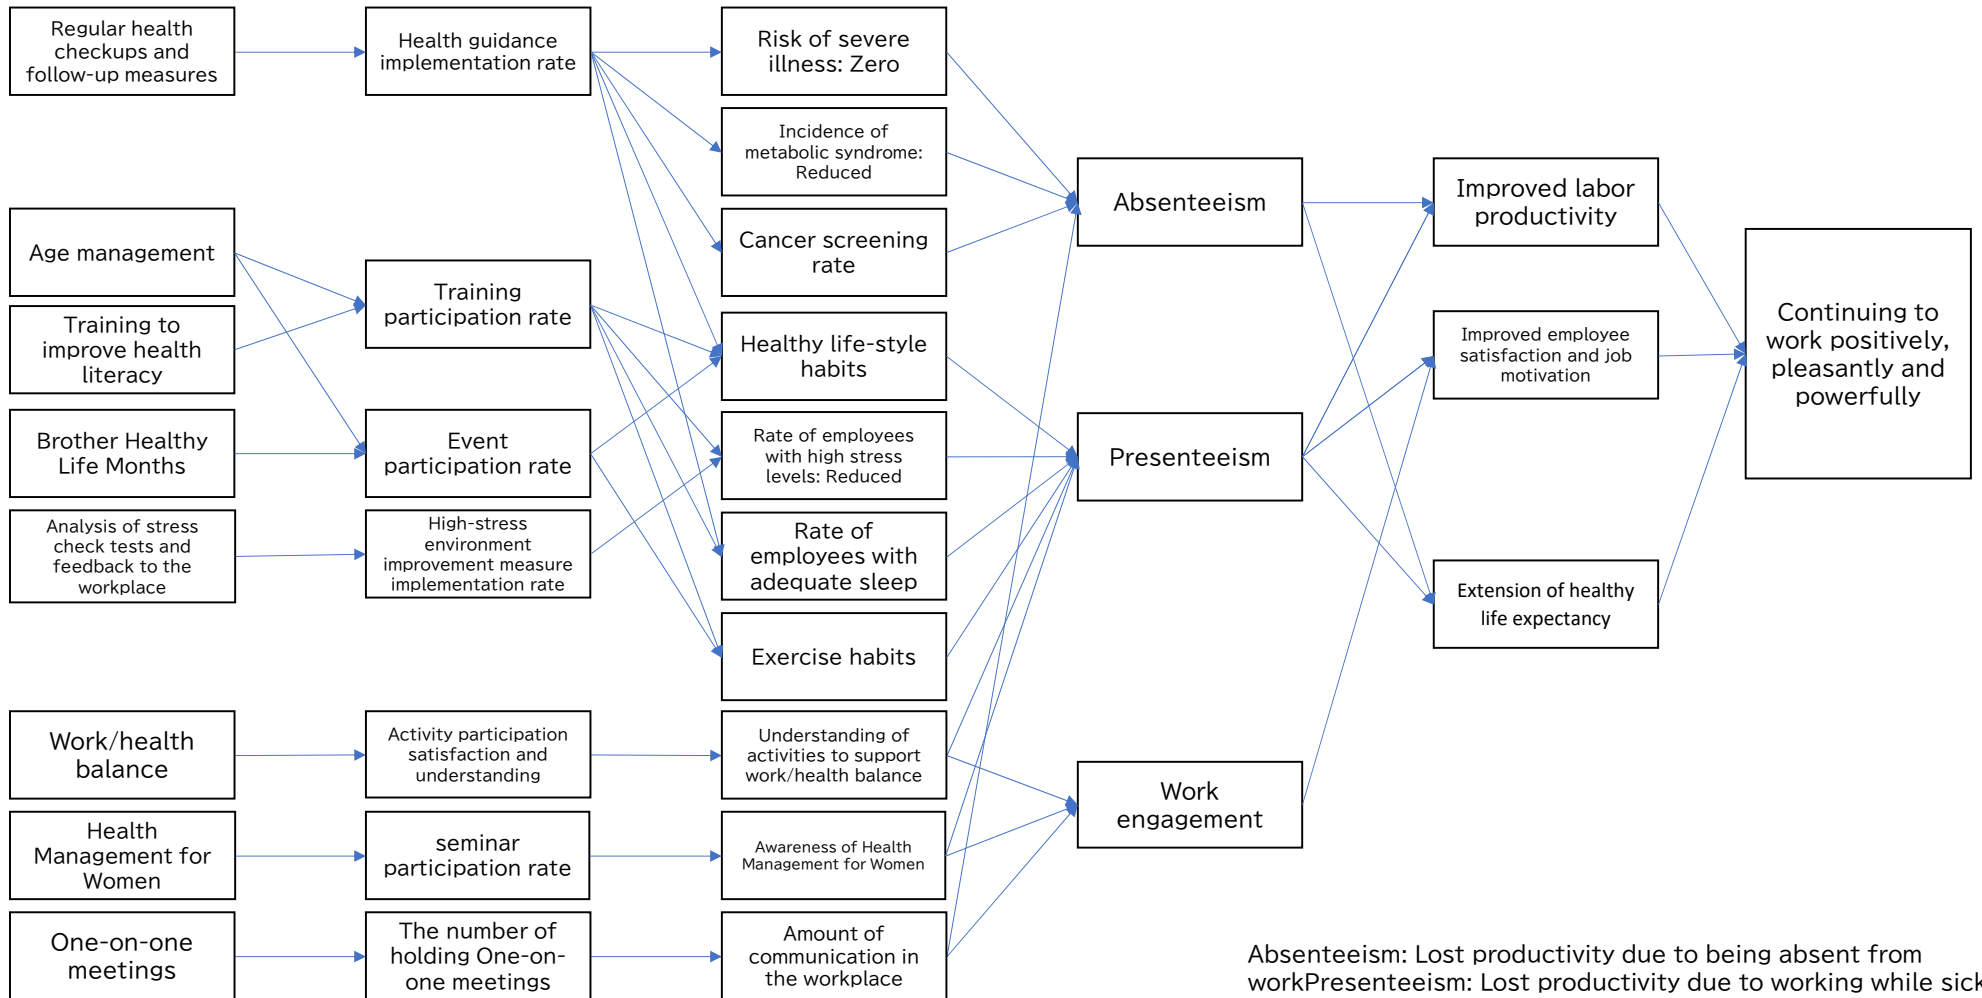 Regular health
checkups and
follow-up measures
Health guidance
implementation rate
Risk of severe
illness: Zero
Incidence of
metabolic syndrome:
Reduced
Age management
Cancer screening
rate
Absenteeism
Improved labor
productivity
Training to
improve health
literacy
Training
participation rate
Healthy life-style
habits
Improved employee
satisfaction and job
motivation
Continuing to
work positively,
pleasantly and
powerfully
Brother Healthy
Life Months
Event
participation rate
Rate of employees
with high stress
levels: Reduced
Presenteeism
Analysis of stress
check tests and
feedback to the
workplace
High-stress
environment
improvement measure
implementation rate
Rate of
employees with
adequate sleep
Extension of healthy
life expectancy
Exercise habits
Work/health
balance
Activity participation
satisfaction and
understanding
Understanding of
activities to support
work/health balance
Work
engagement
Health
Management for
Women
seminar
participation rate
Awareness of Health
Management for Women
One-on-one
meetings
The number of
holding One-on-
one meetings
Amount of
communication in
the workplace
Absenteeism: Lost productivity due to being absent from
workPresenteeism: Lost productivity due to working while sick